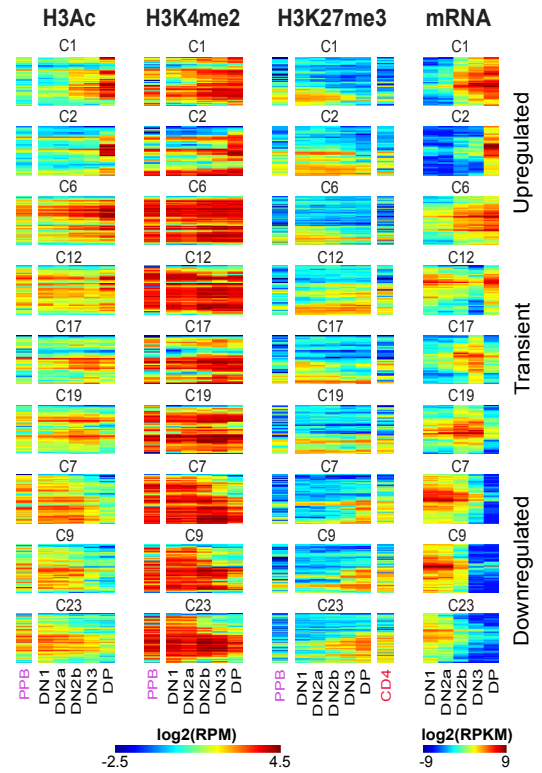 H3Ac H3K4me2 H3K27me3 mRNA
C1 C1 C1 C1
C2 C2 C2 C2
C6 C6 C6 C6
Upregulated
C12 C12 C12 C12
C17 C17 C17 C17
C19 C19 C19 C19
Transient
C7 C7 C7 C7
C9 C9 C9 C9
C23 C23 C23 C23
Downregulated
PPB DN1 DN2a DN2b DN3 DP PPB DN1 DN2a DN2b DN3 DP PPB DN1 DN2a DN2b DN3 DP CD4 DN1 DN2a DN2b DN3 DP
log2(RPM) log2(RPKM)
-2.5 4.5 -9 9